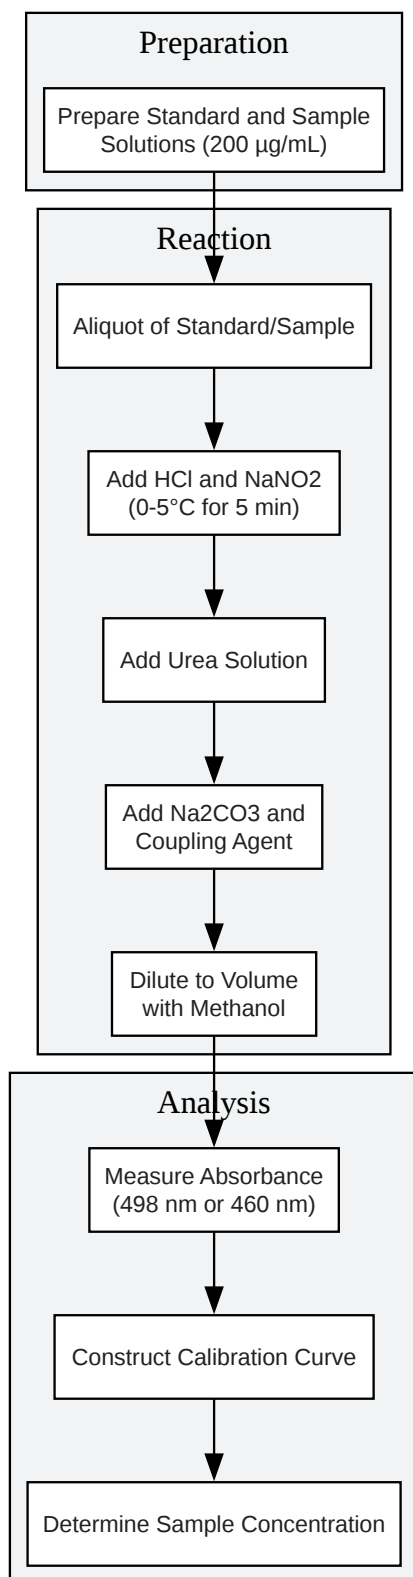 Preparation
Prepare Standard and Sample
Solutions (200 µg/mL)
Reaction
Aliquot of Standard/Sample
Add HCl and NaNO2
(0-5°C for 5 min)
Add Urea Solution
Add Na2CO3 and
Coupling Agent
Dilute to Volume
with Methanol
Analysis
Measure Absorbance
(498 nm or 460 nm)
Construct Calibration Curve
Determine Sample Concentration